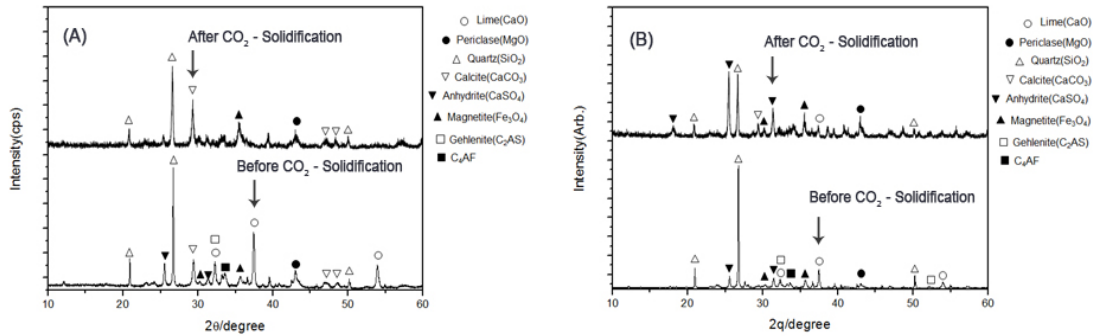 (A)
After CO₂ - Solidification
Before CO₂ - Solidification
Intensity(cps)
10 20 30 40 50 60
2θ/degree
Lime(CaO)
Periclase(MgO)
Quartz(SiO₂)
Calcite(CaCO₃)
Anhydrite(CaSO₄)
Magnetite(Fe₃O₄)
Gehlenite(C₂AS)
C₄AF
(B)
After CO₂ - Solidification
Before CO₂ - Solidification
Intensity(Arb.)
10 20 30 40 50 60
2q/degree
Lime(CaO)
Periclase(MgO)
Quartz(SiO₂)
Calcite(CaCO₃)
Anhydrite(CaSO₄)
Magnetite(Fe₃O₄)
Gehlenite(C₂AS)
C₄AF